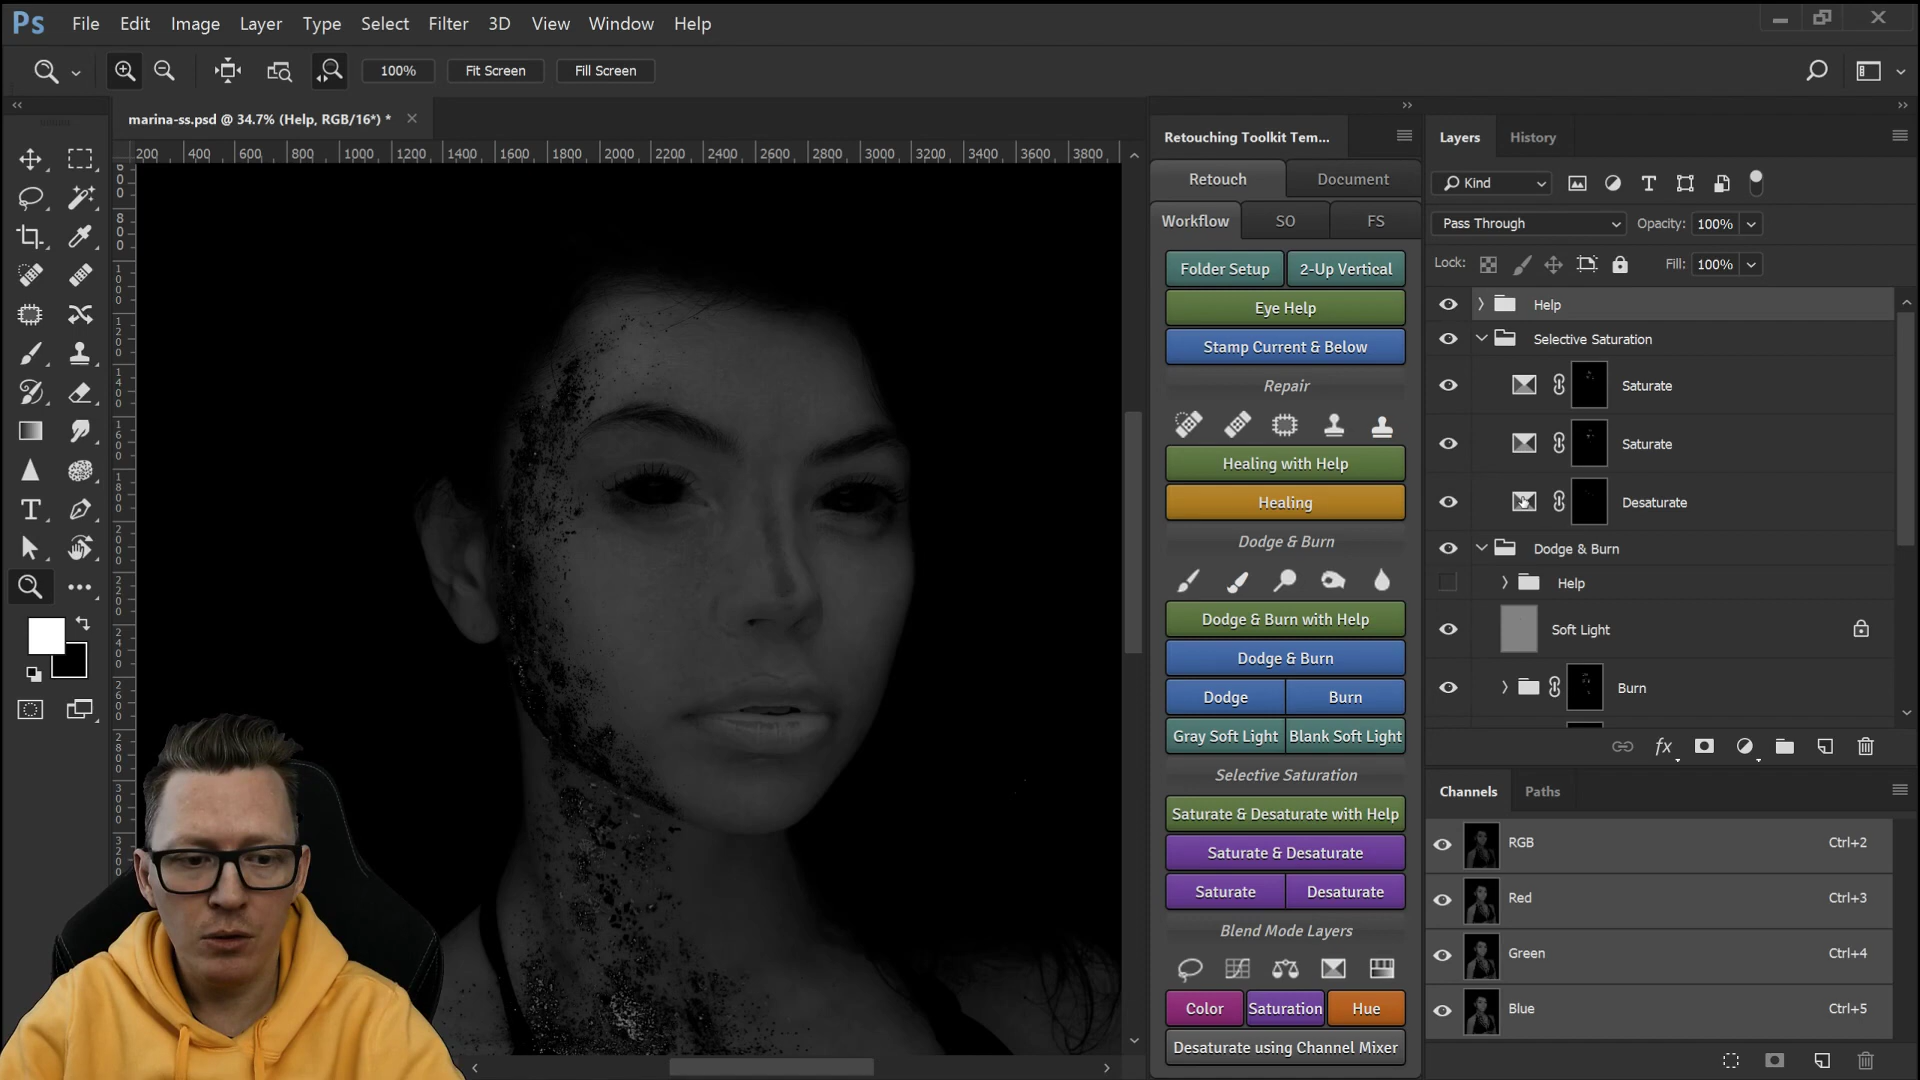 Ps File Edit Image Layer Type Select Filter 3D View Window Help
100% Fit Screen Fill Screen
marina-ss.psd @ 34.7% (Help, RGB/16*) *
200 400 600 800 1000 1200 1400 1600 1800 2000 2200 2400 2600 2800 3000 3200 3400 3600 3800
Retouching Toolkit Tem...
Retouch Document
Workflow SO FS
Folder Setup 2-Up Vertical
Eye Help
Stamp Current & Below
Repair
Healing with Help
Healing
Dodge & Burn
Dodge & Burn with Help
Dodge & Burn
Dodge Burn
Gray Soft Light Blank Soft Light
Selective Saturation
Saturate & Desaturate with Help
Saturate & Desaturate
Saturate Desaturate
Blend Mode Layers
Color Saturation Hue
Desaturate using Channel Mixer
Layers History
Kind
Pass Through Opacity: 100%
Lock: Fill: 100%
Help
Selective Saturation
Saturate
Saturate
Desaturate
Dodge & Burn
Help
Soft Light
Burn
fx
Channels Paths
RGB Ctrl+2
Red Ctrl+3
Green Ctrl+4
Blue Ctrl+5